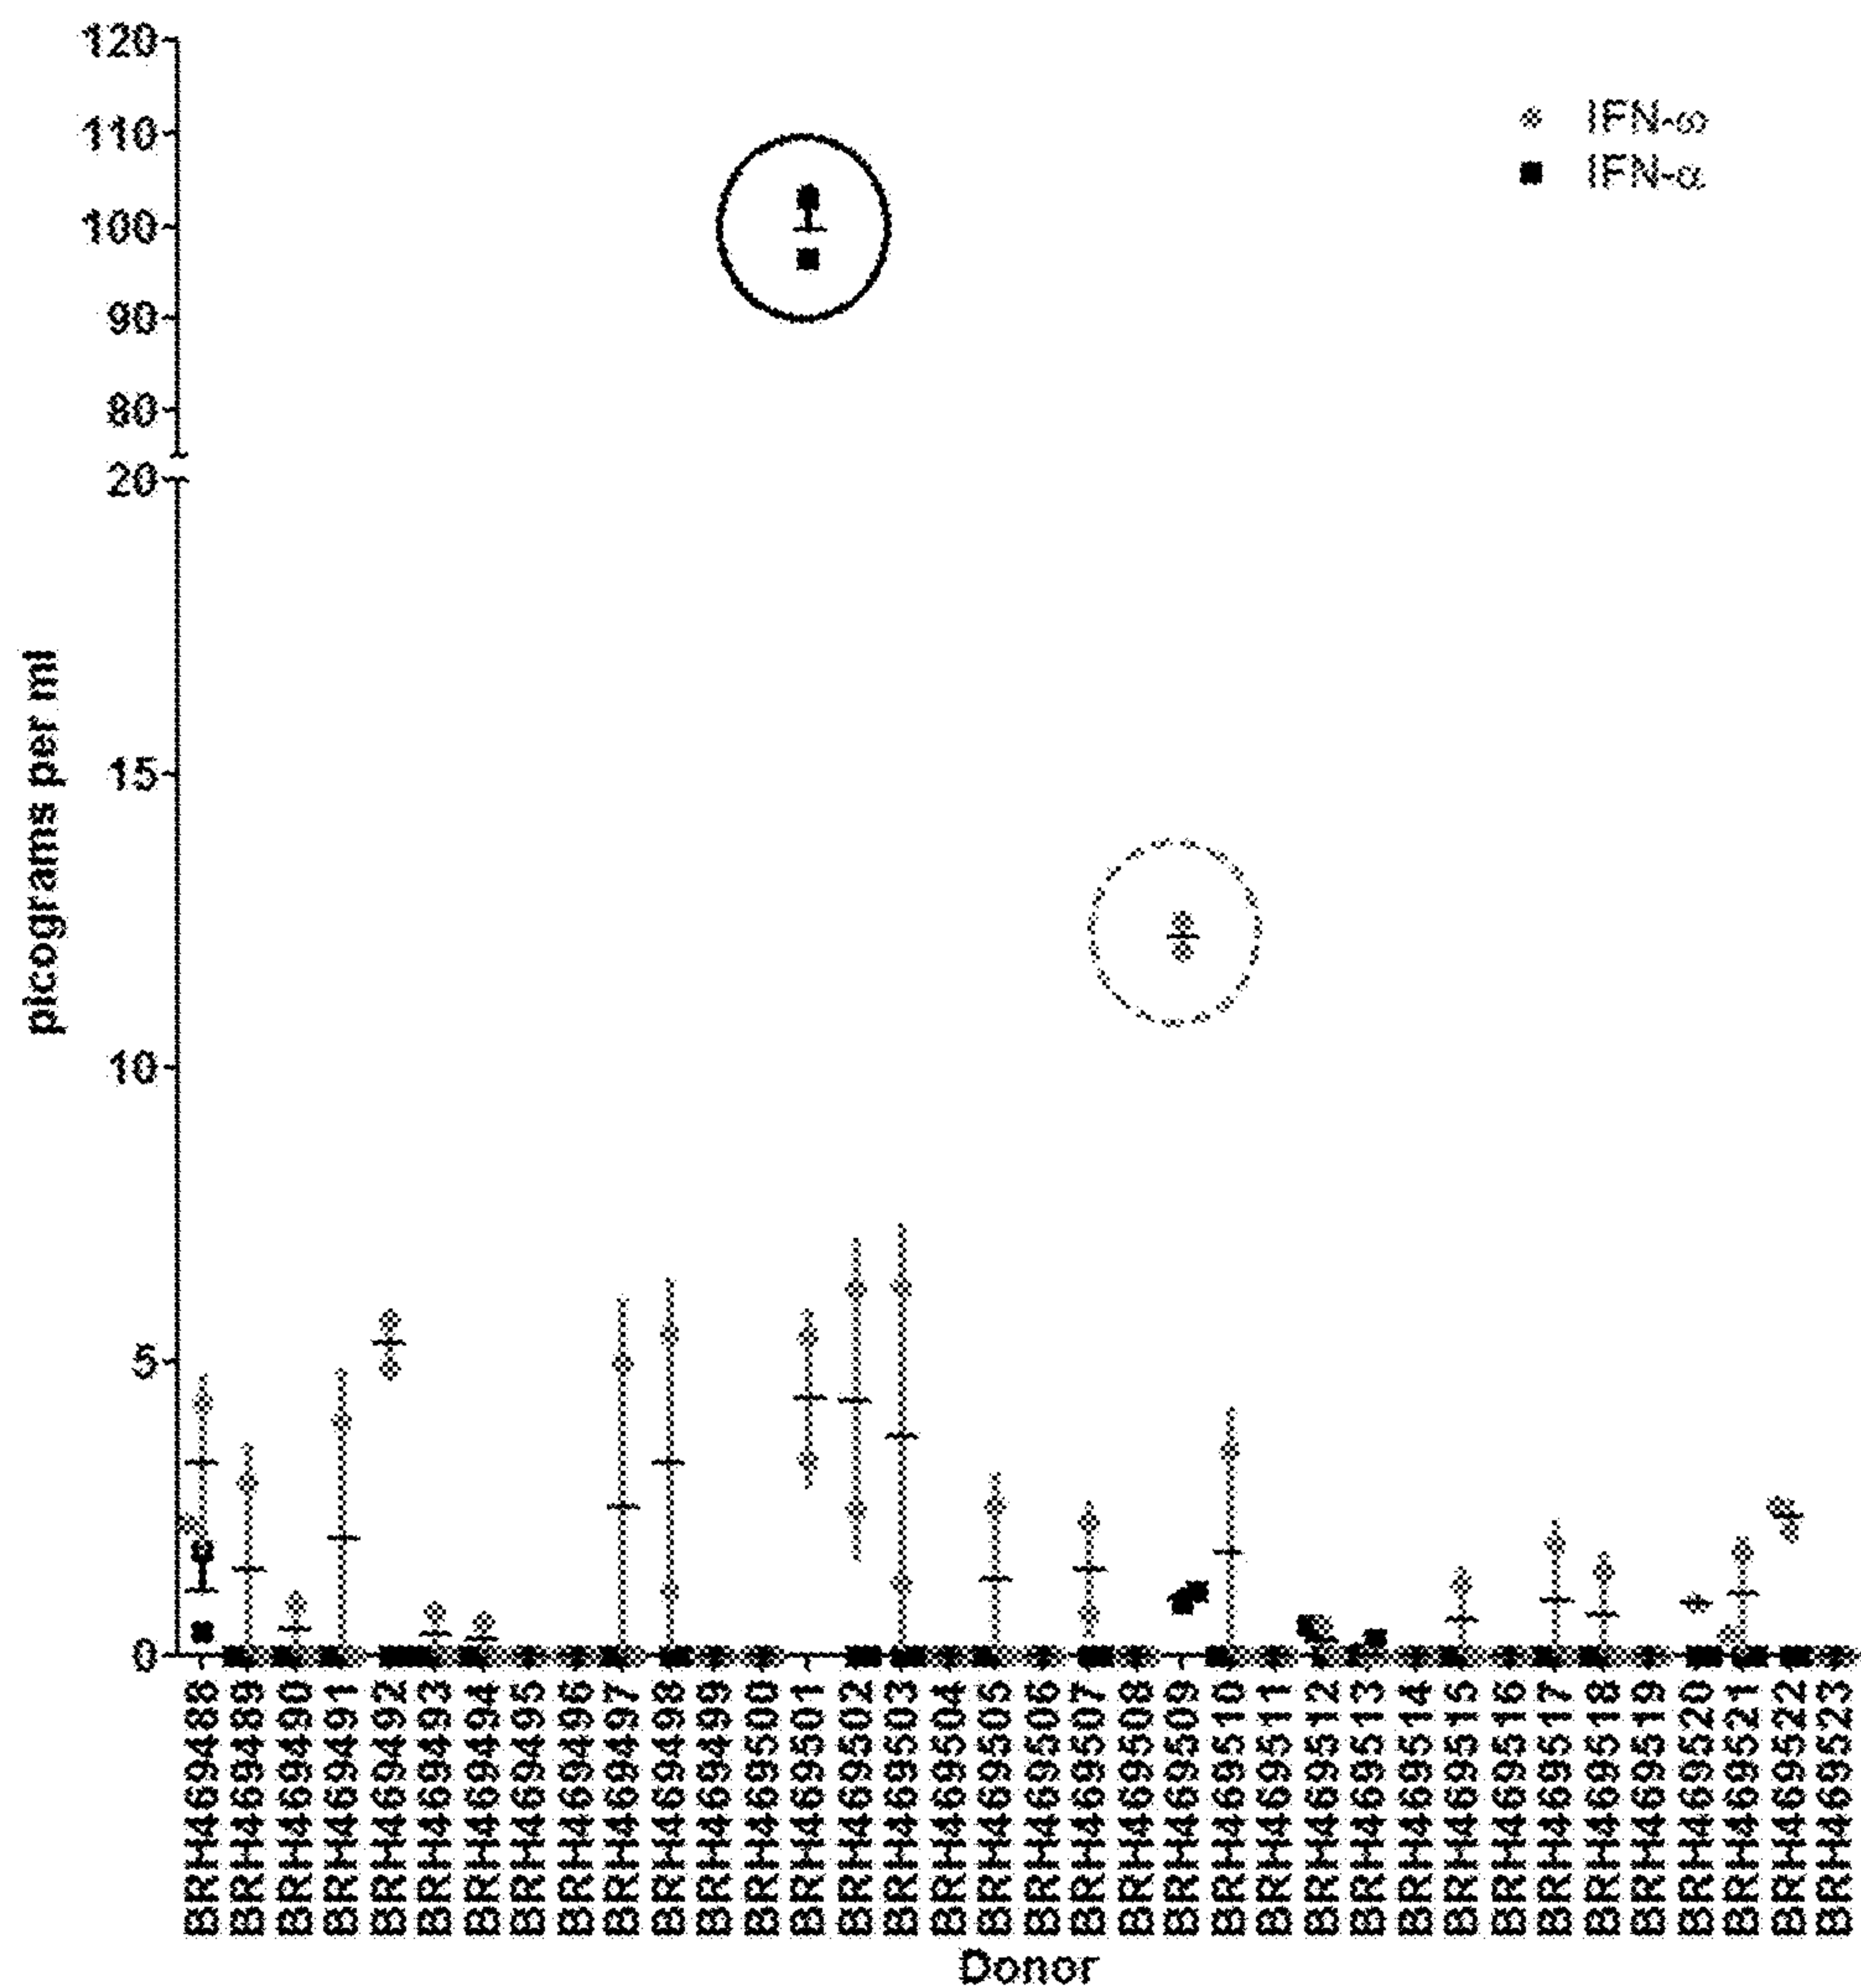 120
110
100
90
80
20
15
10
5
0
picograms per ml
IFN-ω
IFN-α
BRH469488
BRH469489
BRH469490
BRH469491
BRH469492
BRH469493
BRH469494
BRH469495
BRH469496
BRH469497
BRH469498
BRH469499
BRH469500
BRH469501
BRH469502
BRH469503
BRH469504
BRH469505
BRH469506
BRH469507
BRH469508
BRH469509
BRH469510
BRH469511
BRH469512
BRH469513
BRH469514
BRH469515
BRH469516
BRH469517
BRH469518
BRH469519
BRH469520
BRH469521
BRH469522
BRH469523
Donor